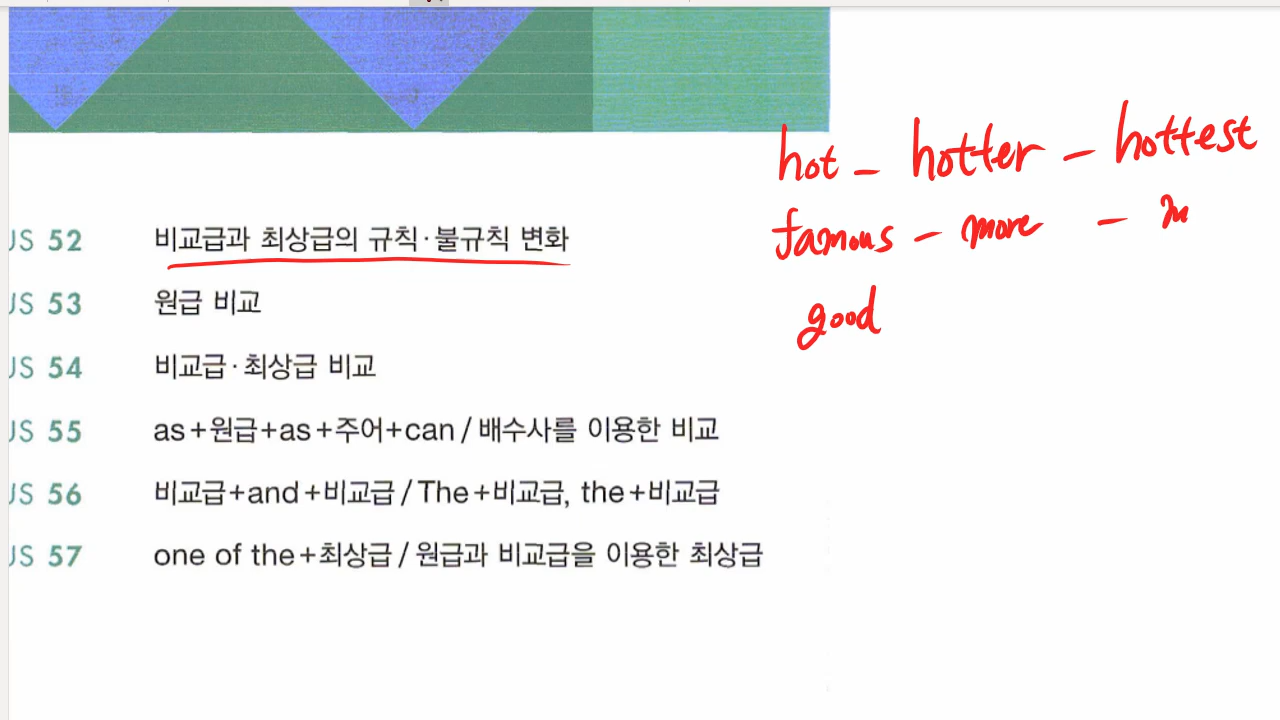 hot - hotter - hottest
famous - more - m
good
US 52 비교급과 최상급의 규칙·불규칙 변화
US 53 원급 비교
US 54 비교급·최상급 비교
US 55 as+원급+as+주어+can / 배수사를 이용한 비교
US 56 비교급+and+비교급 / The+비교급, the+비교급
US 57 one of the+최상급 / 원급과 비교급을 이용한 최상급